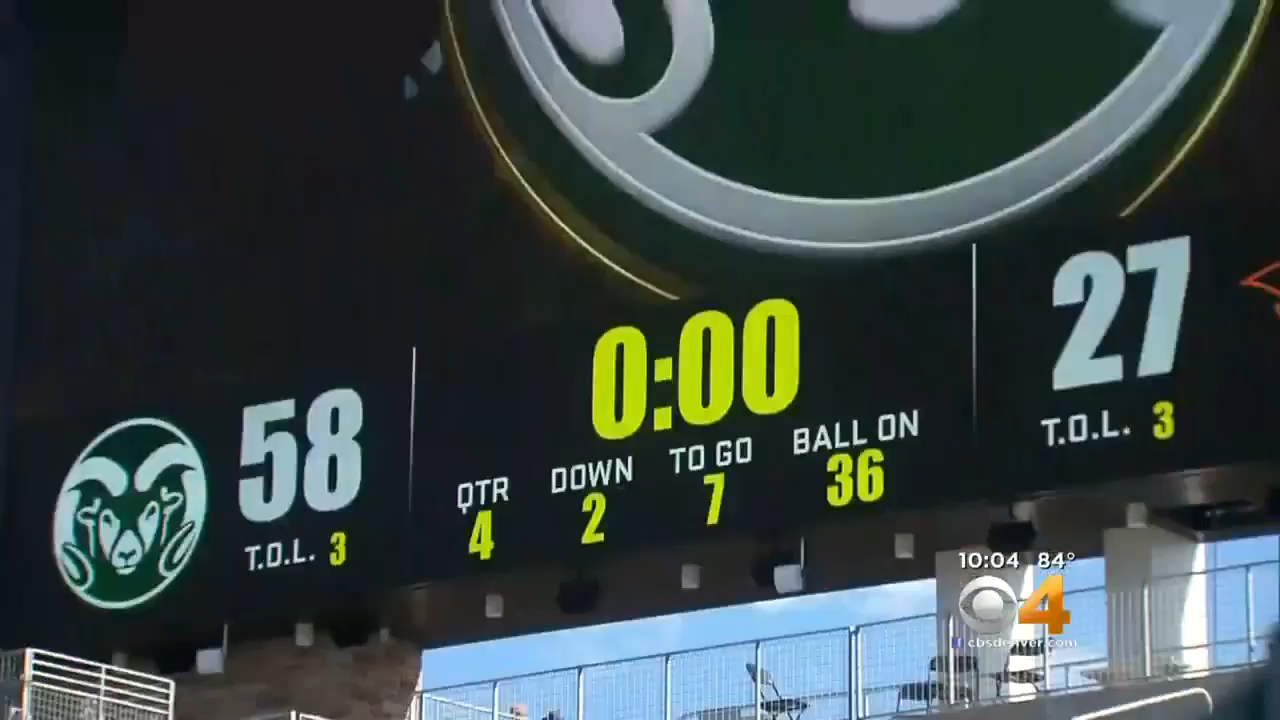 58
T.O.L. 3
0:00
QTR DOWN TO GO BALL ON
4 2 7 36
27
T.O.L. 3
10:04 84°
4
cbsdenver.com